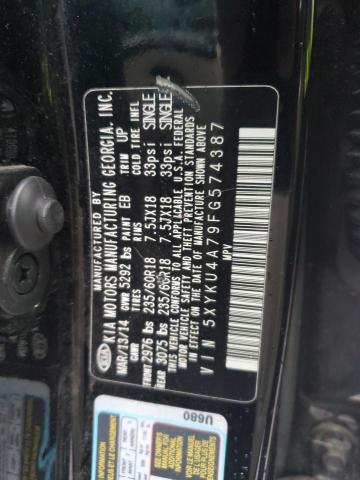 MANUFACTURED BY
KIA MOTORS MANUFACTURING GEORGIA, INC.
KIA
MAR/13/14 PAINT EB TRIM UP
GWR 5292 lbs
GWR TIRES RIMS COLD TIRE INFL
FRONT 2976 lbs 235/60R18 7.5JX18 33psi SINGLE
REAR 3075 lbs 235/60R18 7.5JX18 33psi SINGLE
THIS VEHICLE CONFORMS TO ALL APPLICABLE U.S.A. FEDERAL
MOTOR VEHICLE SAFETY AND THEFT PREVENTION STANDARDS
IN EFFECT ON THE DATE OF MANUFACTURE SHOWN ABOVE
VIN 5XYKU4A79FG574387
MPV
U680